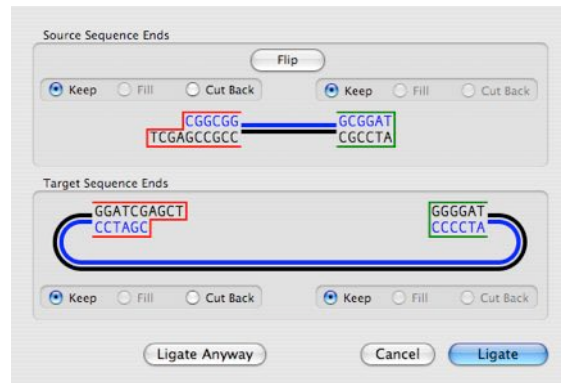 Source Sequence Ends
Flip
Keep Fill Cut Back Keep Fill Cut Back
CGGCGG GCGGAT
TCGAGCCGCC CGCCTA
Target Sequence Ends
GGATCGAGCT GGGGAT
CCTAGC CCCCTA
Keep Fill Cut Back Keep Fill Cut Back
Ligate Anyway Cancel Ligate